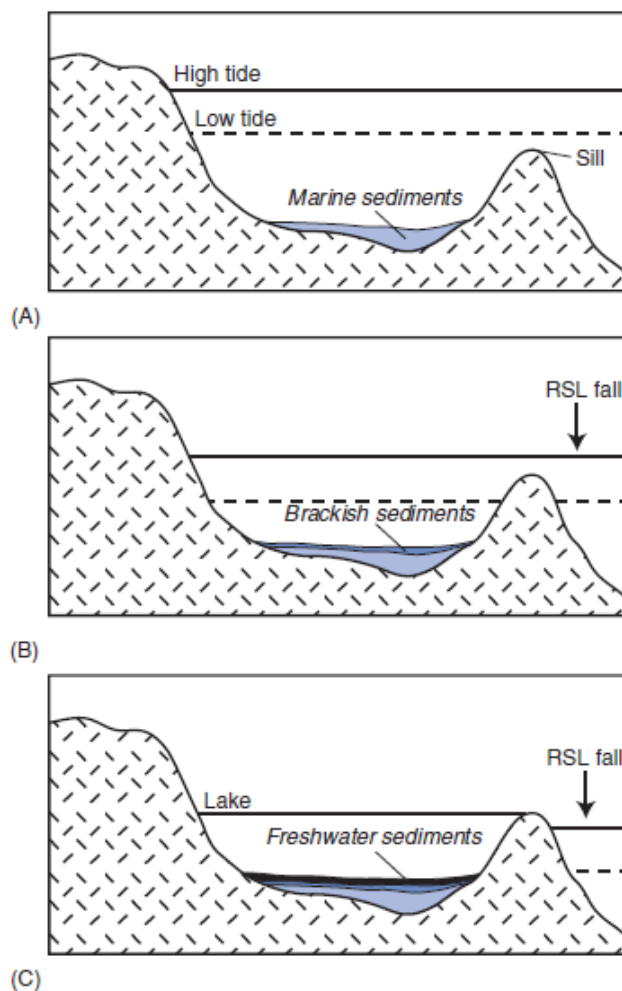 High tide
Low tide
Sill
Marine sediments
(A)
RSL fall
Brackish sediments
(B)
RSL fall
Lake
Freshwater sediments
(C)